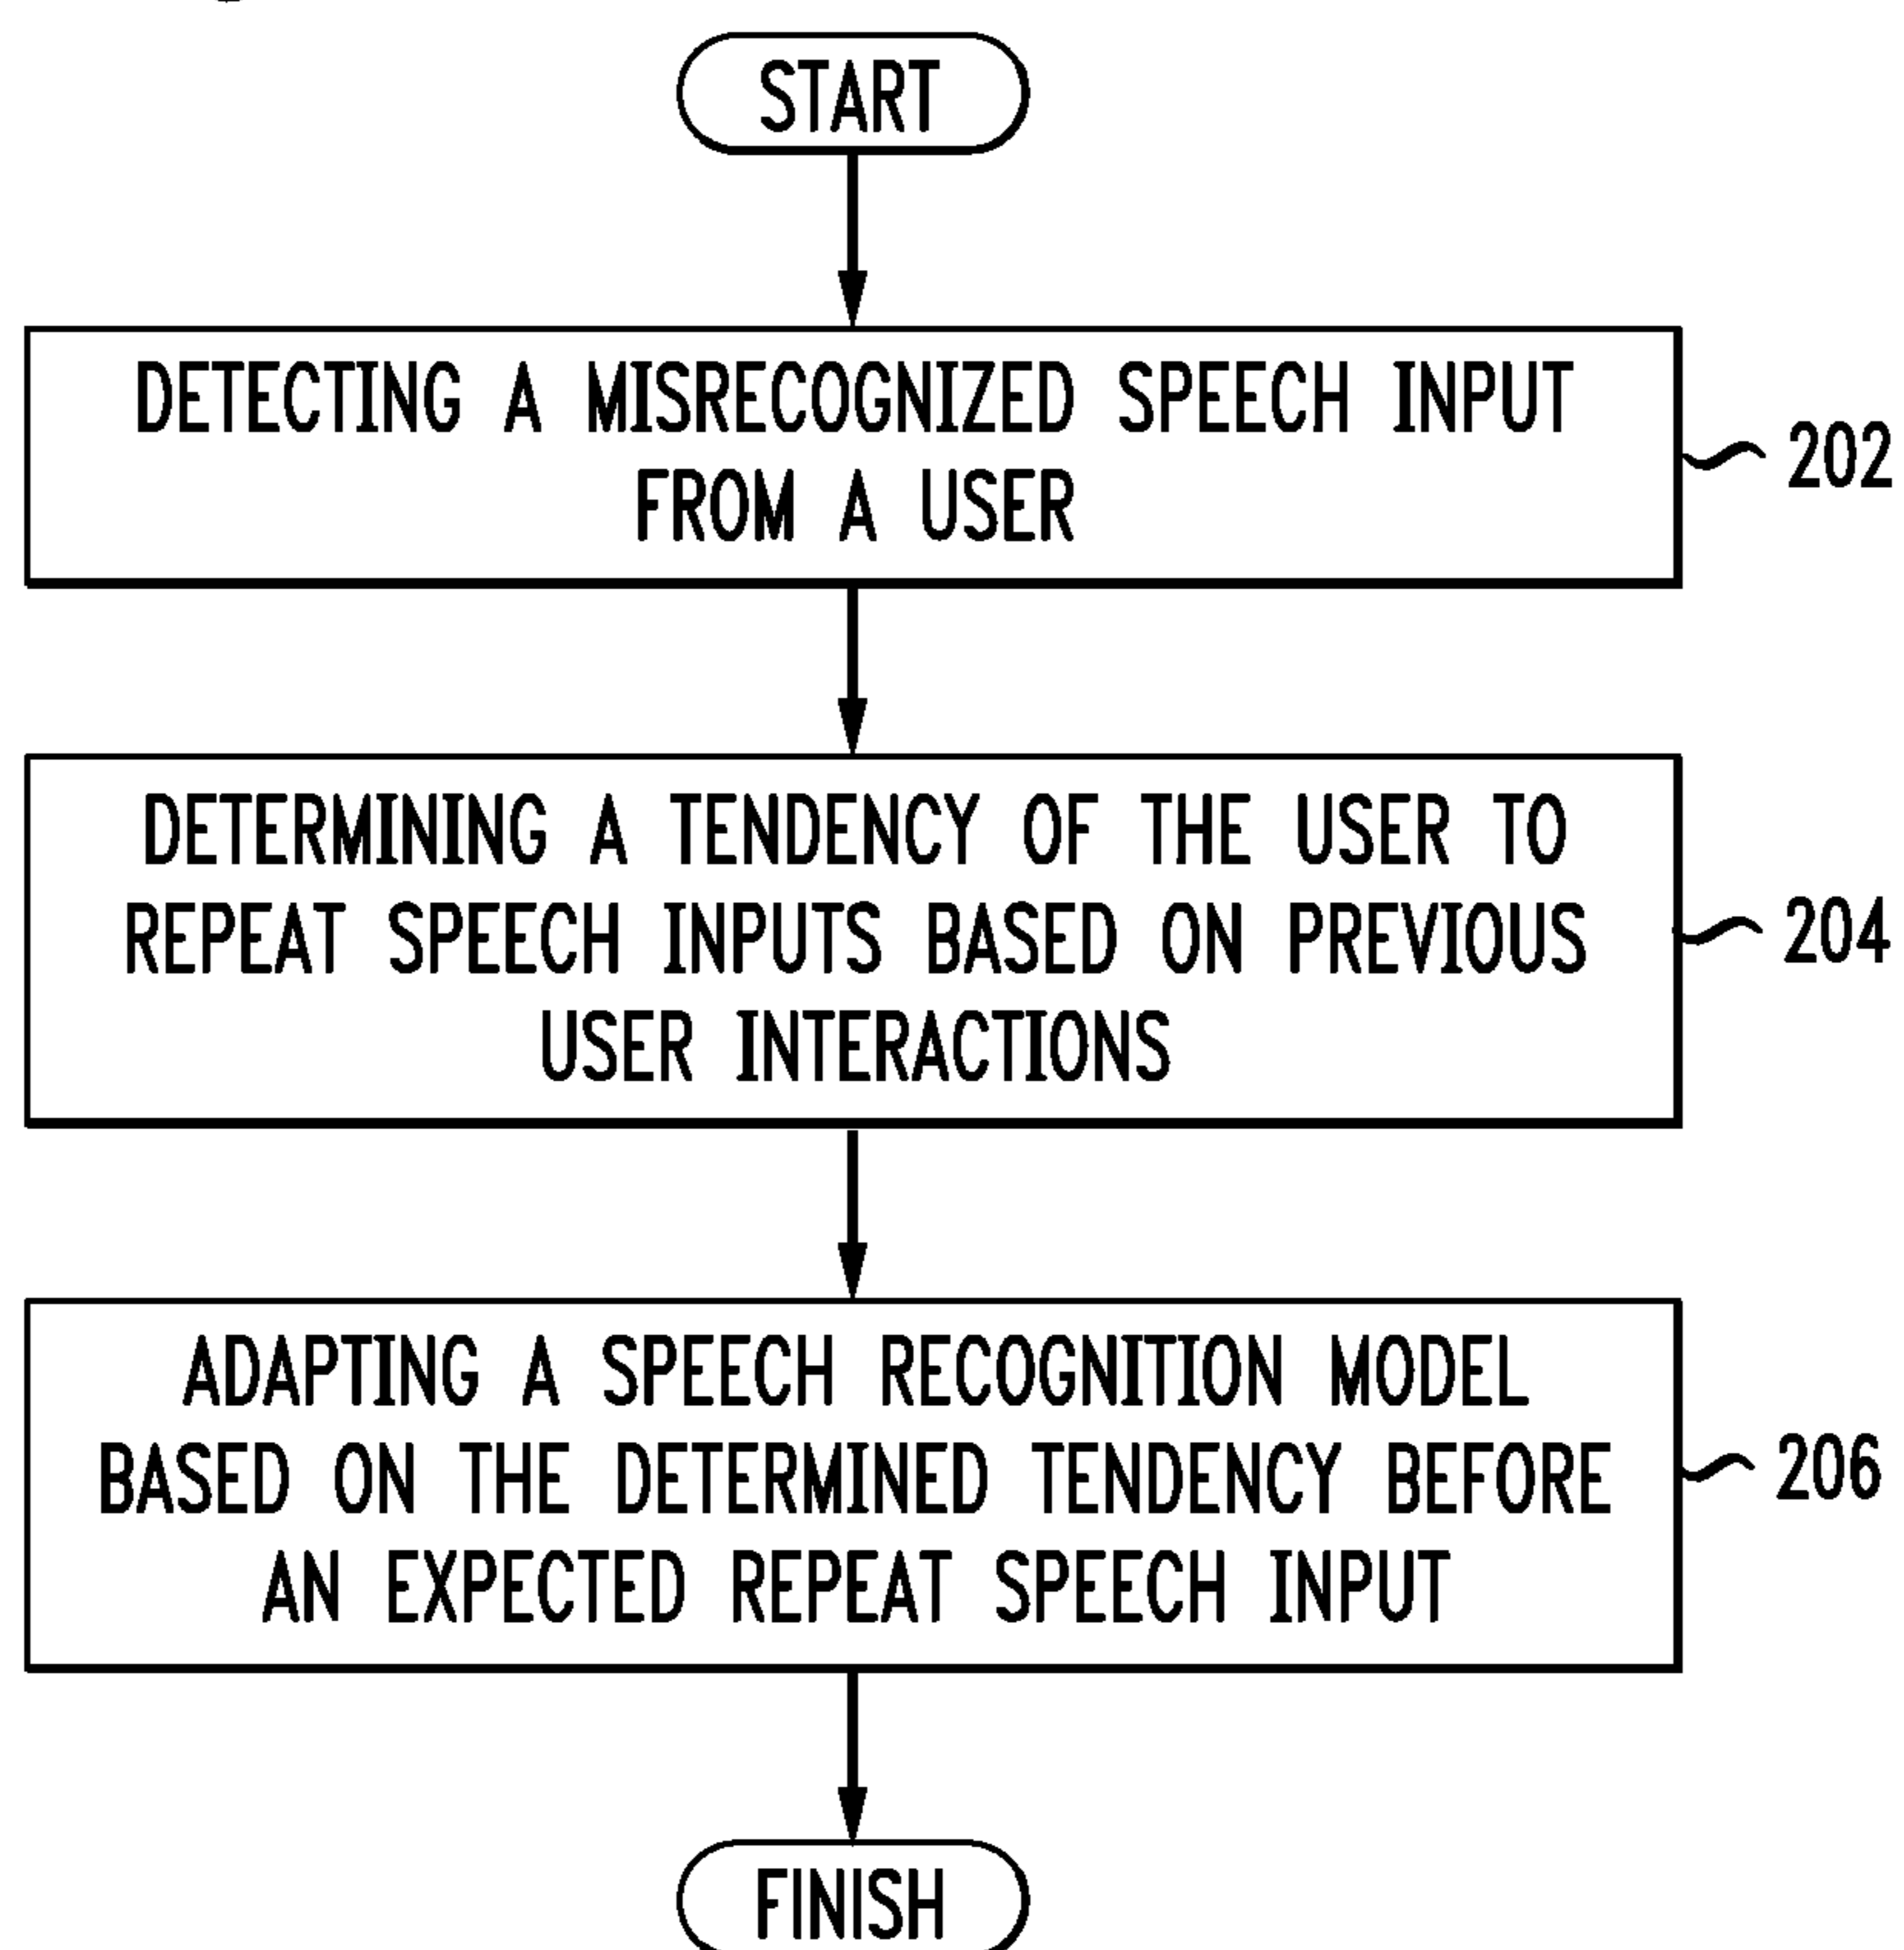 START
DETECTING A MISRECOGNIZED SPEECH INPUT
FROM A USER
202
DETERMINING A TENDENCY OF THE USER TO
REPEAT SPEECH INPUTS BASED ON PREVIOUS
USER INTERACTIONS
204
ADAPTING A SPEECH RECOGNITION MODEL
BASED ON THE DETERMINED TENDENCY BEFORE
AN EXPECTED REPEAT SPEECH INPUT
206
FINISH